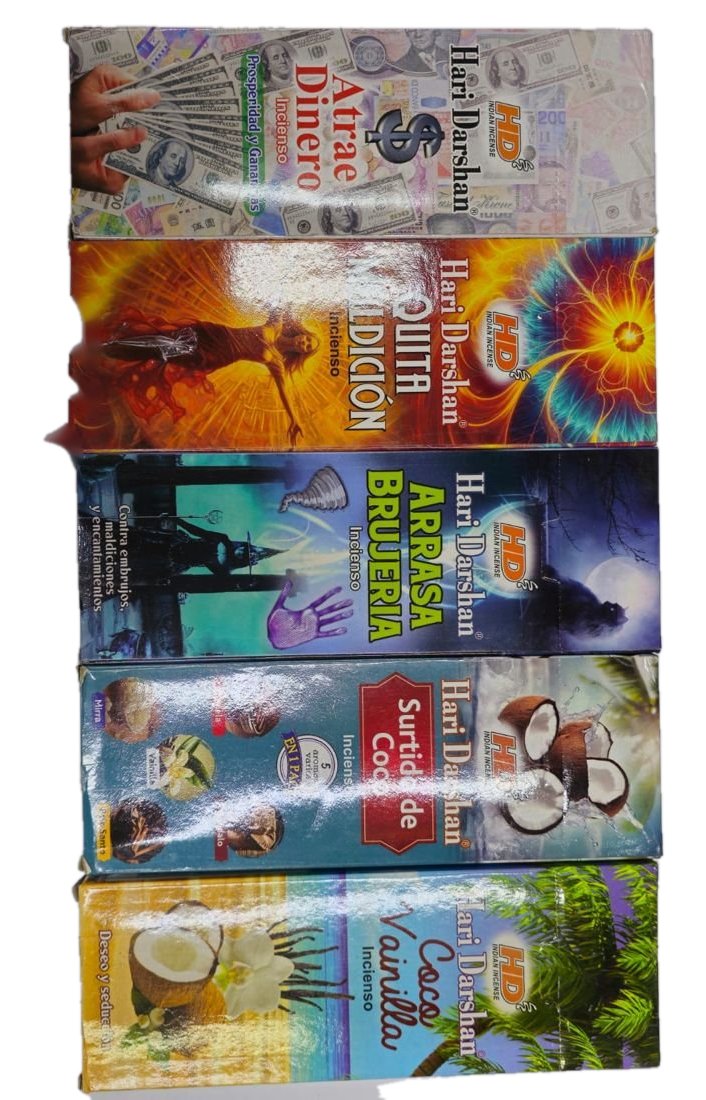 HD
INDIAN INCENSE
Hari Darshan®
Atrae
Dinero
Incienso
Prosperidad y Ganancias
HD
INDIAN INCENSE
Hari Darshan®
QUITA
MALDICIÓN
Incienso
HD
INDIAN INCENSE
Hari Darshan®
ARRASA
BRUJERIA
Incienso
Contra embrujos,
maldiciones
y encantamientos
INDIAN INCENSE
Hari Darshan®
Surtido de
Coco
Incienso
5
aromas
EN 1
Vainilla
Mirra
HD
INDIAN INCENSE
Hari Darshan®
Coco
Vainilla
Incienso
Deseo y seducción